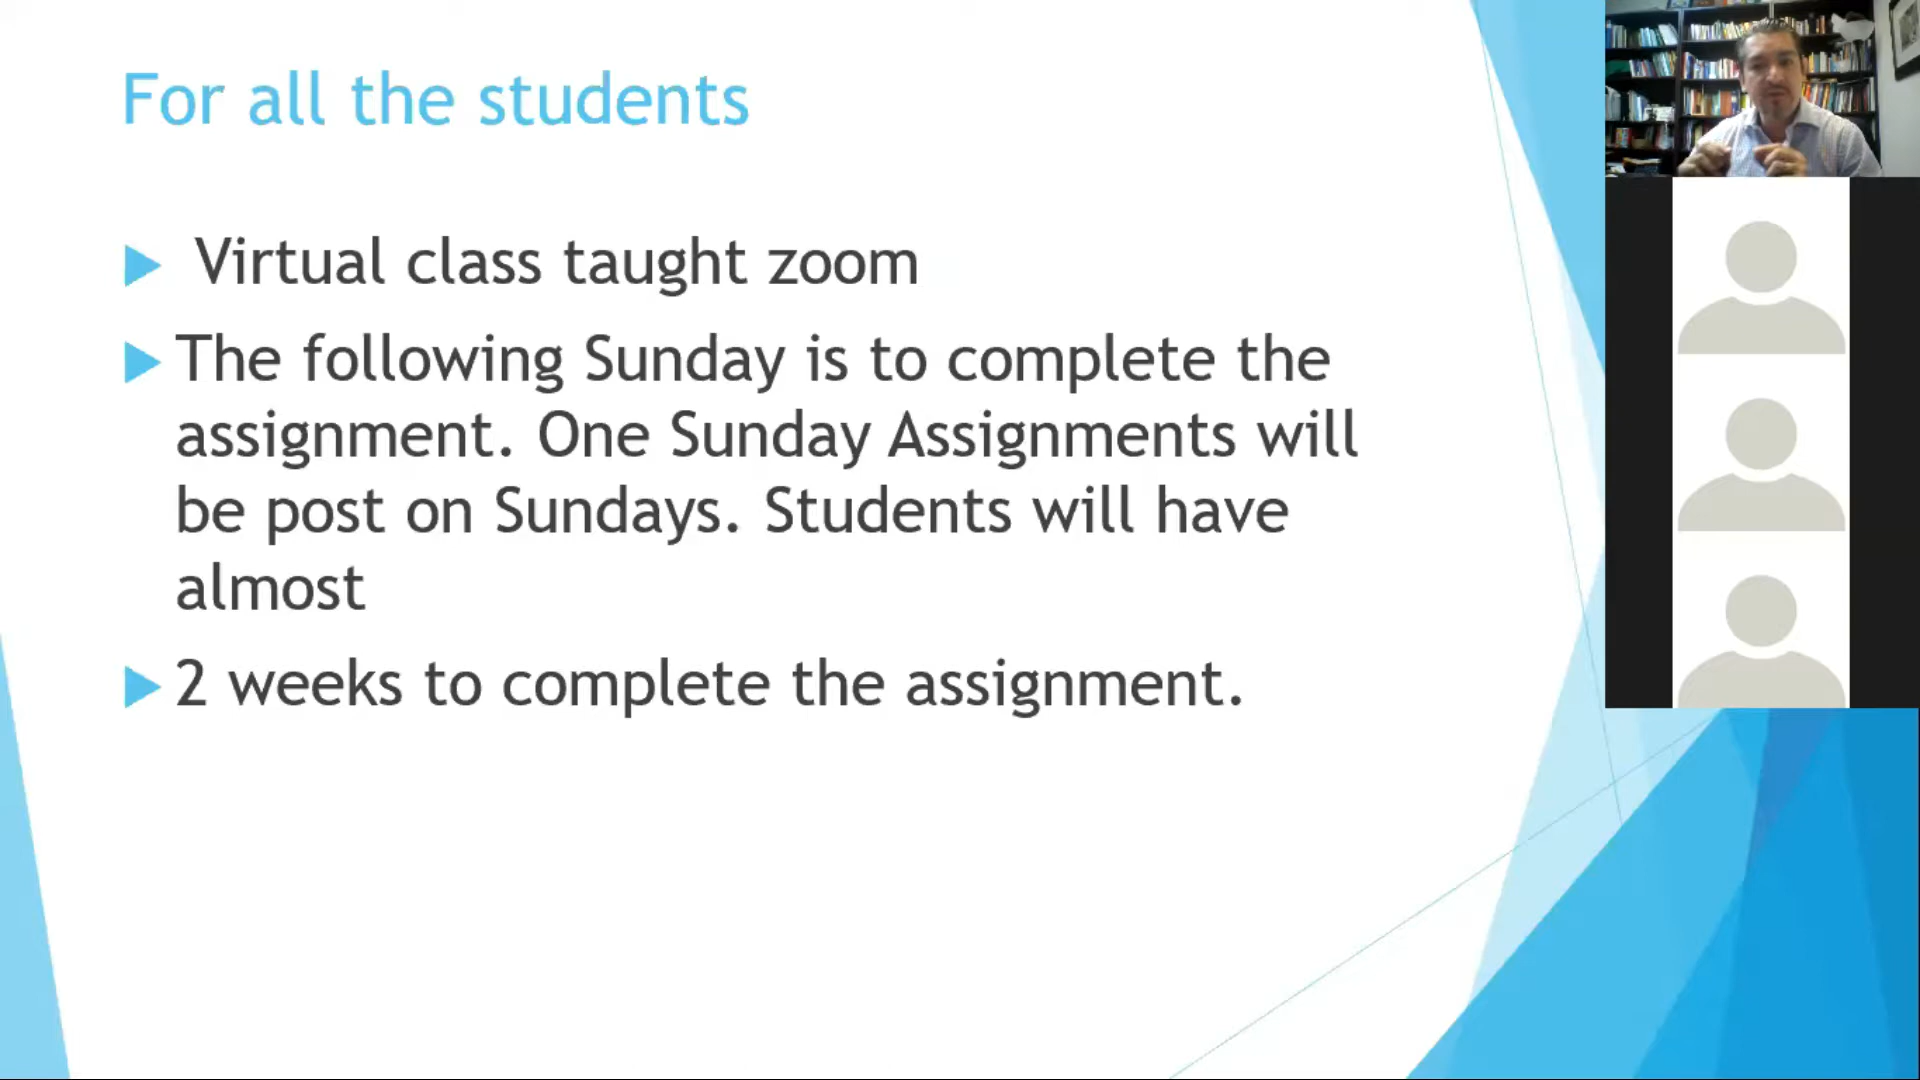 For all the students
Virtual class taught zoom
The following Sunday is to complete the
assignment. One Sunday Assignments will
be post on Sundays. Students will have
almost
2 weeks to complete the assignment.